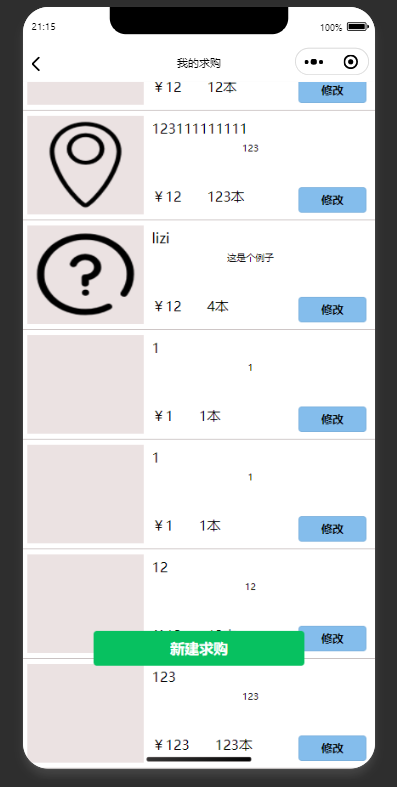 21:15
100%
我的求购
￥12 12本
修改
123111111111
123
￥12 123本
修改
?
lizi
这是个例子
￥12 4本
修改
1
1
￥1 1本
修改
1
1
￥1 1本
修改
12
12
修改
新建求购
123
123
￥123 123本
修改